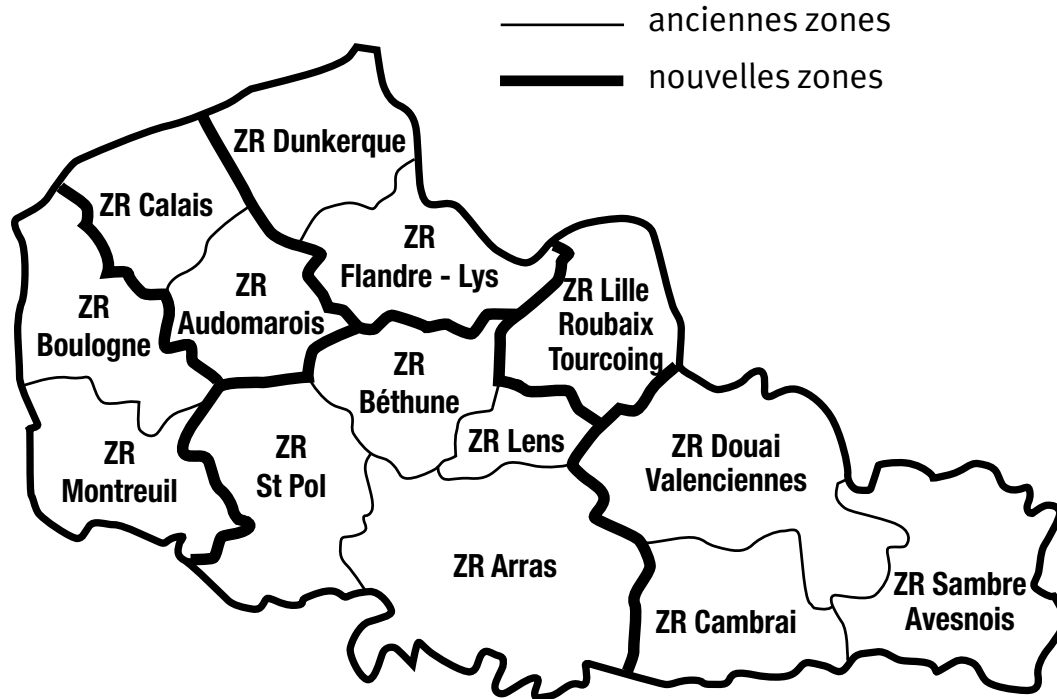 anciennes zones
nouvelles zones
ZR Dunkerque
ZR Calais
ZR
Flandre - Lys
ZR
Audomarois
ZR Lille
Roubaix
Tourcoing
ZR
Boulogne
ZR
Béthune
ZR Lens
ZR
Montreuil
ZR
St Pol
ZR Douai
Valenciennes
ZR Arras
ZR Cambrai
ZR Sambre
Avesnois